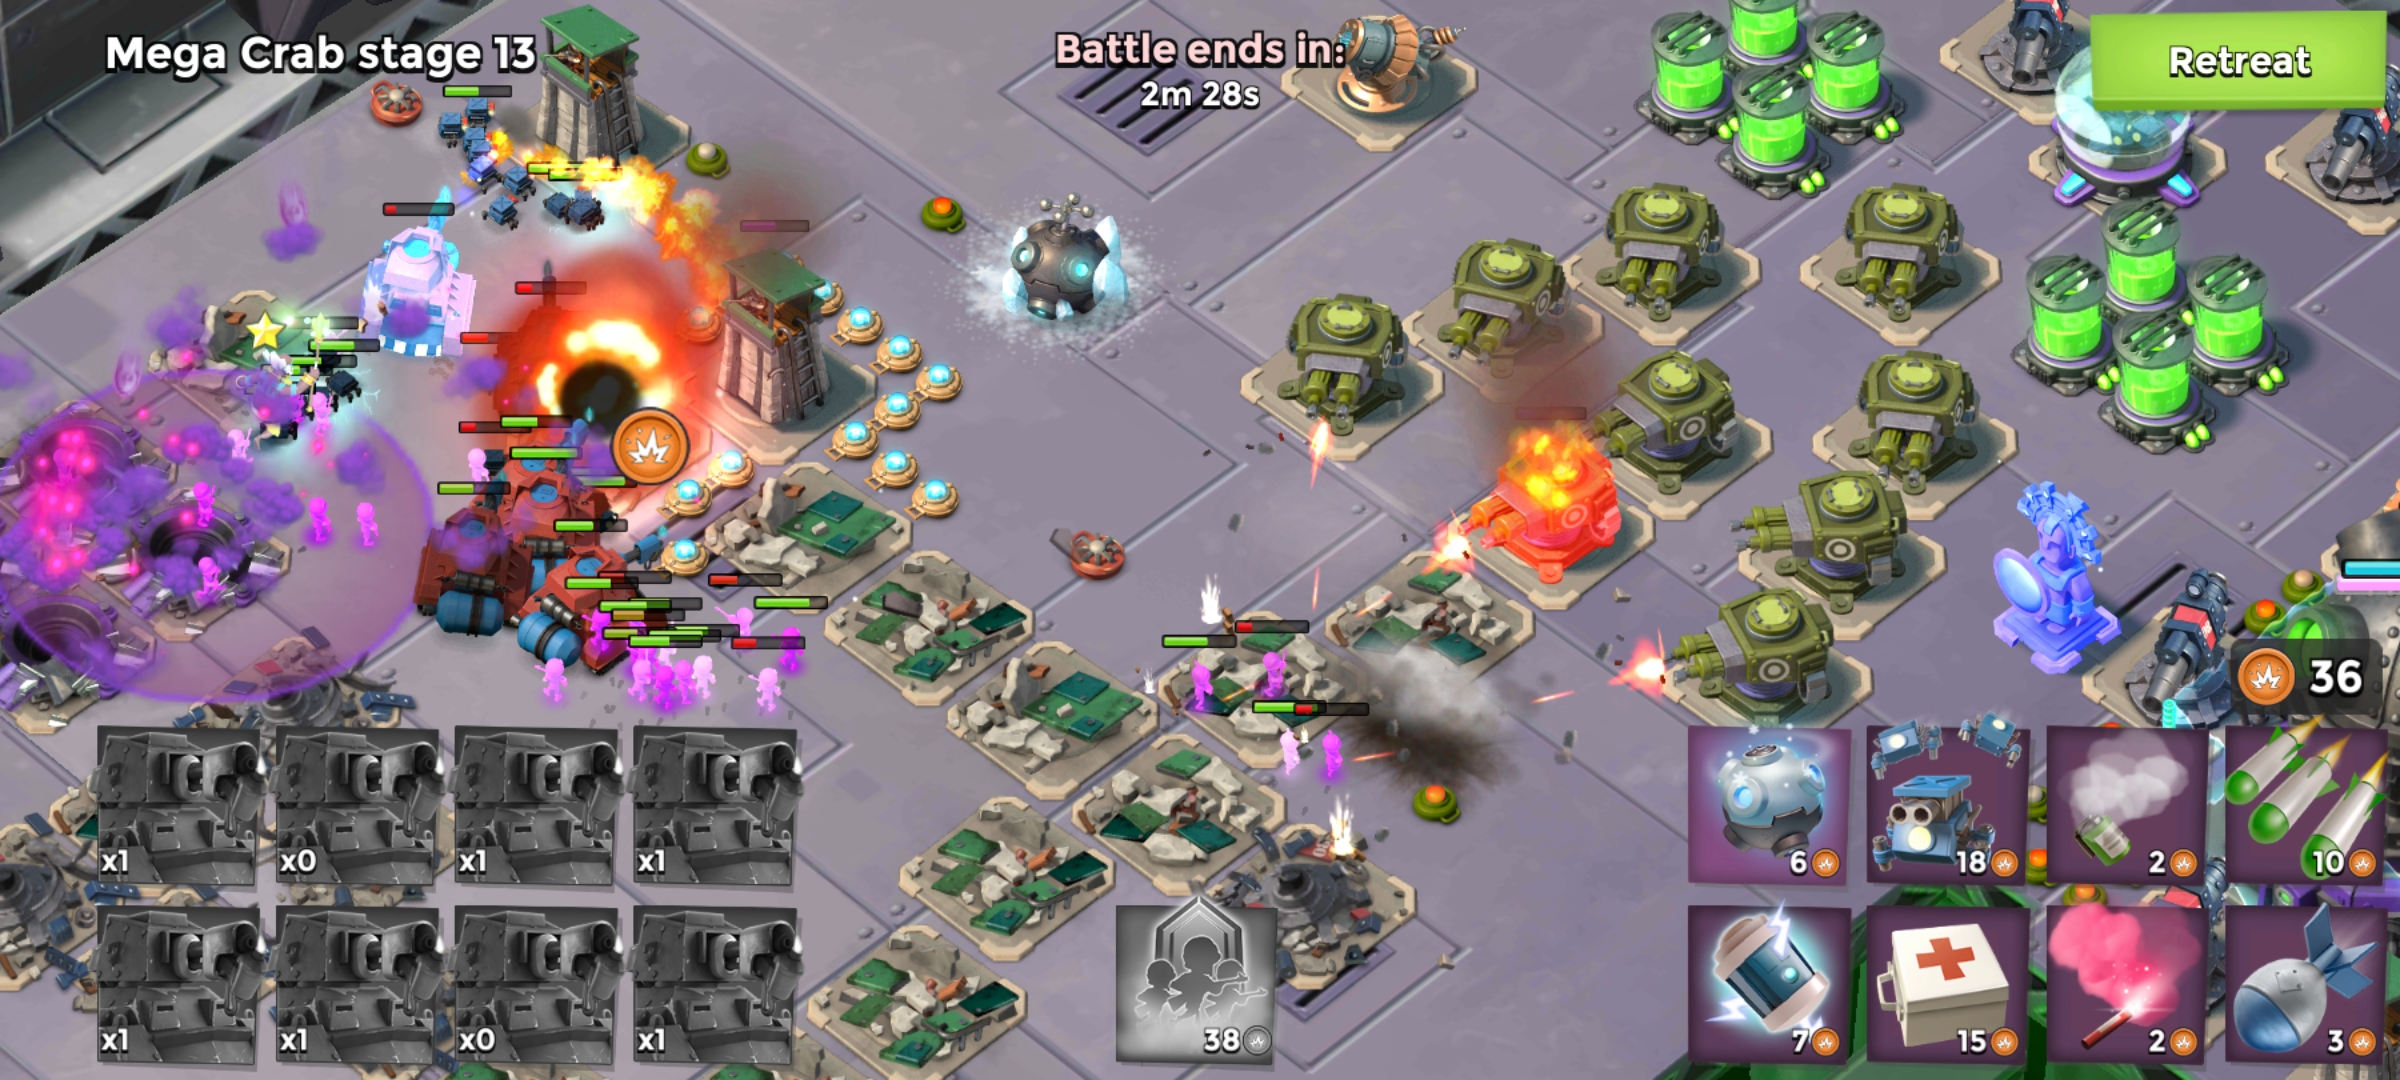 Mega Crab stage 13
Battle ends in:
2m 28s
Retreat
36
x1
x0
x1
x1
6
18
2
10
x1
x1
x0
x1
38
7
15
2
3